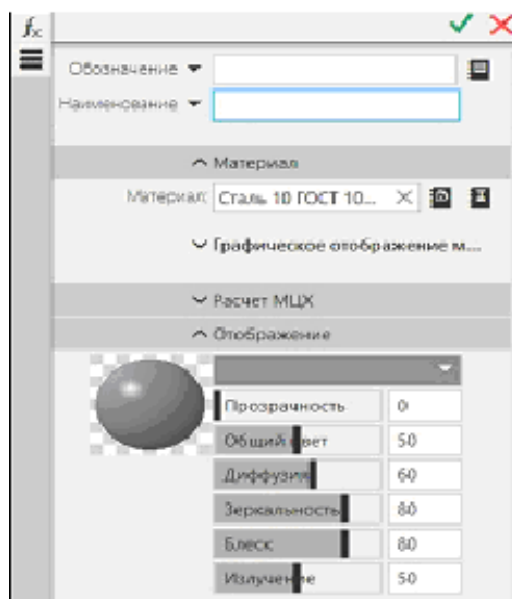 fx
Обозначение
Наименование
Материал
Материал: Сталь 10 ГОСТ 10...
Графическое отображение м...
Расчет МЦХ
Отображение
Прозрачность 0
Общий свет 50
Диффузия 60
Зеркальность 80
Блеск 80
Излучение 50